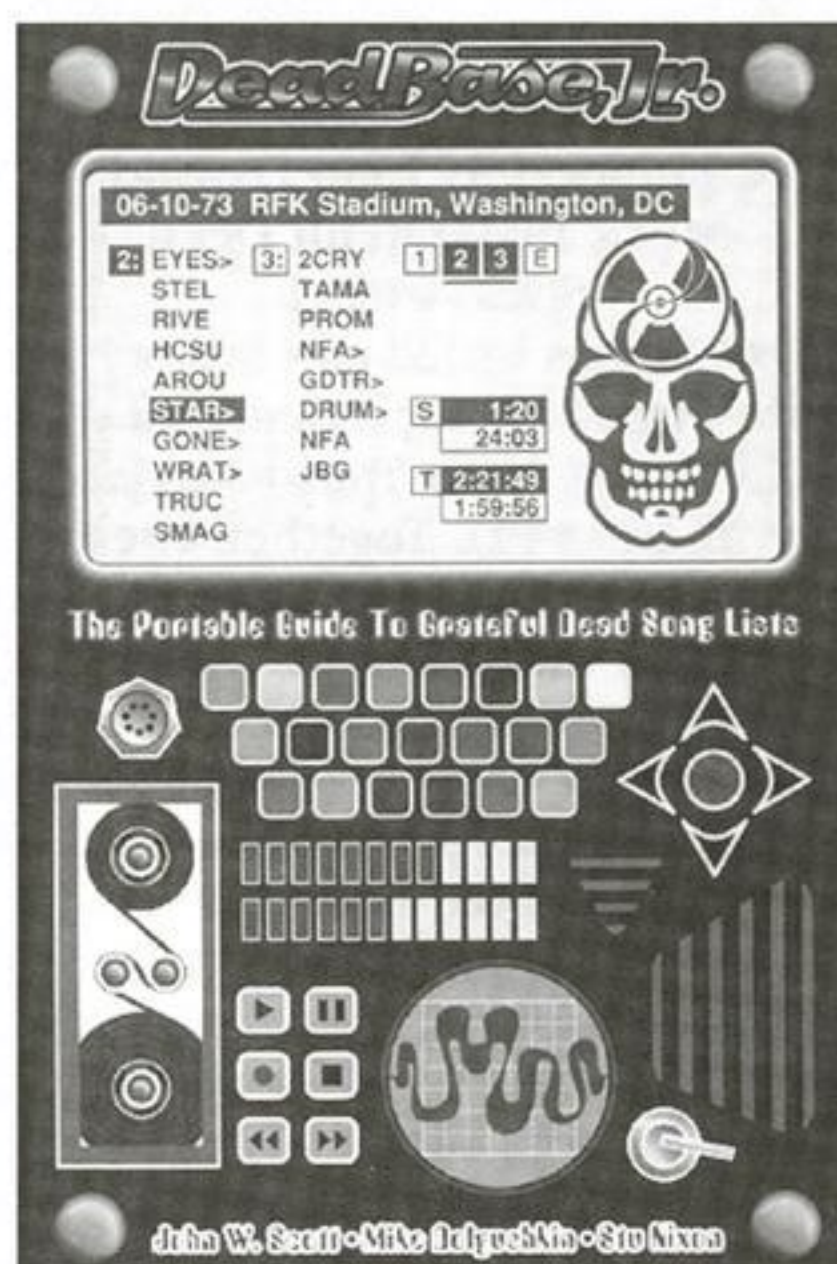 DeadBase, Jr.
06-10-73 RFK Stadium, Washington, DC
2: EYES> 3: 2CRY 1 2 3 E
STEL TAMA
RIVE PROM
HCSU NFA>
AROU GDTR>
STAR> DRUM> S 1:20
GONE> NFA 24:03
WRAT> JBG T 2:21:49
TRUC 1:59:56
SMAG
The Portable Guide To Grateful Dead Song Lists
John W. Scott • Mike Dolgushkin • Stu Nixon